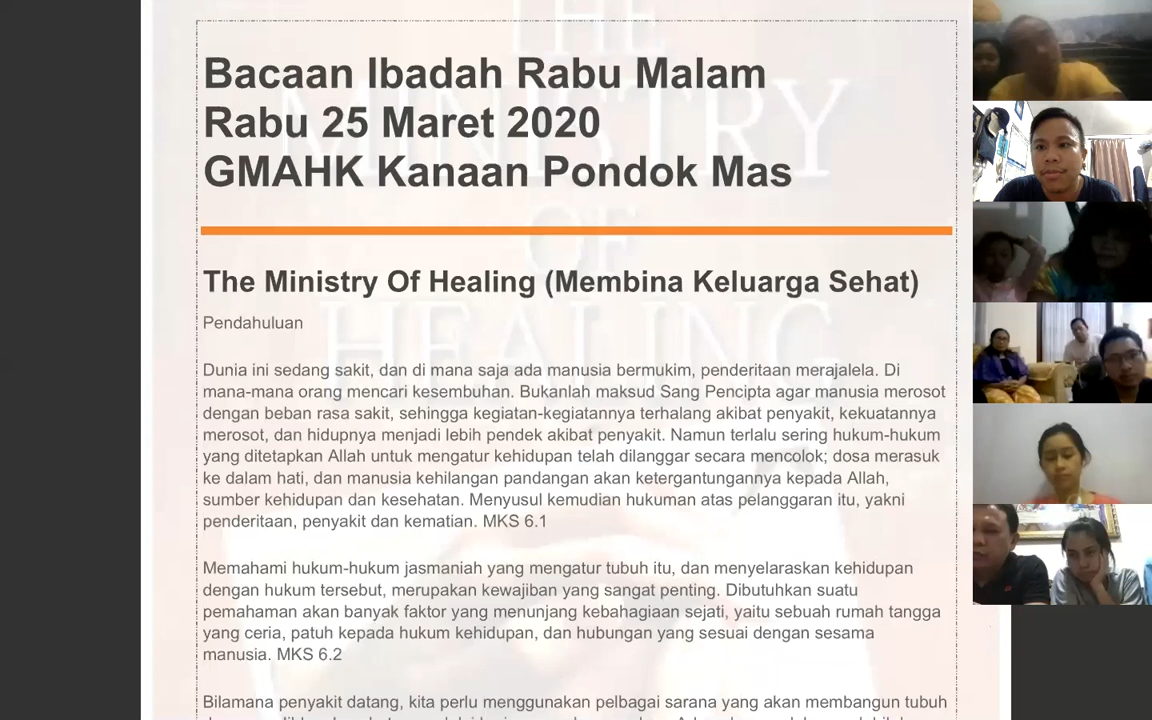 Bacaan Ibadah Rabu Malam
Rabu 25 Maret 2020
GMAHK Kanaan Pondok Mas
THE
MINISTRY
OF
HEALING
The Ministry Of Healing (Membina Keluarga Sehat)
Pendahuluan
Dunia ini sedang sakit, dan di mana saja ada manusia bermukim, penderitaan merajalela. Di
mana-mana orang mencari kesembuhan. Bukanlah maksud Sang Pencipta agar manusia merosot
dengan beban rasa sakit, sehingga kegiatan-kegiatannya terhalang akibat penyakit, kekuatannya
merosot, dan hidupnya menjadi lebih pendek akibat penyakit. Namun terlalu sering hukum-hukum
yang ditetapkan Allah untuk mengatur kehidupan telah dilanggar secara mencolok; dosa merasuk
ke dalam hati, dan manusia kehilangan pandangan akan ketergantungannya kepada Allah,
sumber kehidupan dan kesehatan. Menyusul kemudian hukuman atas pelanggaran itu, yakni
penderitaan, penyakit dan kematian. MKS 6.1
Memahami hukum-hukum jasmaniah yang mengatur tubuh itu, dan menyelaraskan kehidupan
dengan hukum tersebut, merupakan kewajiban yang sangat penting. Dibutuhkan suatu
pemahaman akan banyak faktor yang menunjang kebahagiaan sejati, yaitu sebuah rumah tangga
yang ceria, patuh kepada hukum kehidupan, dan hubungan yang sesuai dengan sesama
manusia. MKS 6.2
Bilamana penyakit datang, kita perlu menggunakan pelbagai sarana yang akan membangun tubuh